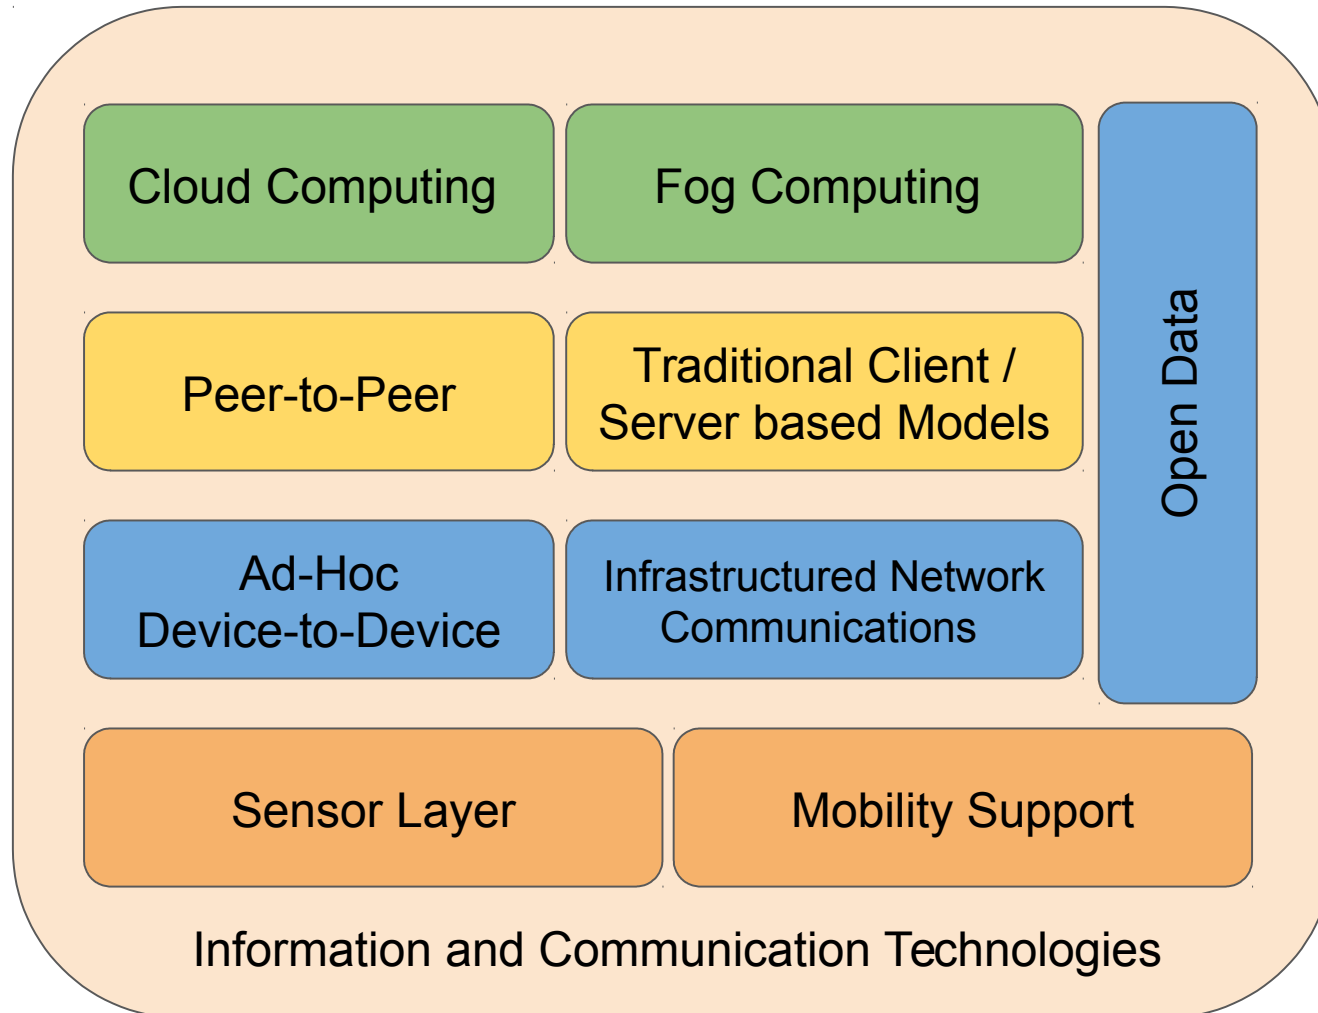 Cloud Computing
Fog Computing
Peer-to-Peer
Traditional Client /
Server based Models
Open Data
Ad-Hoc
Device-to-Device
Infrastructured Network
Communications
Sensor Layer
Mobility Support
Information and Communication Technologies